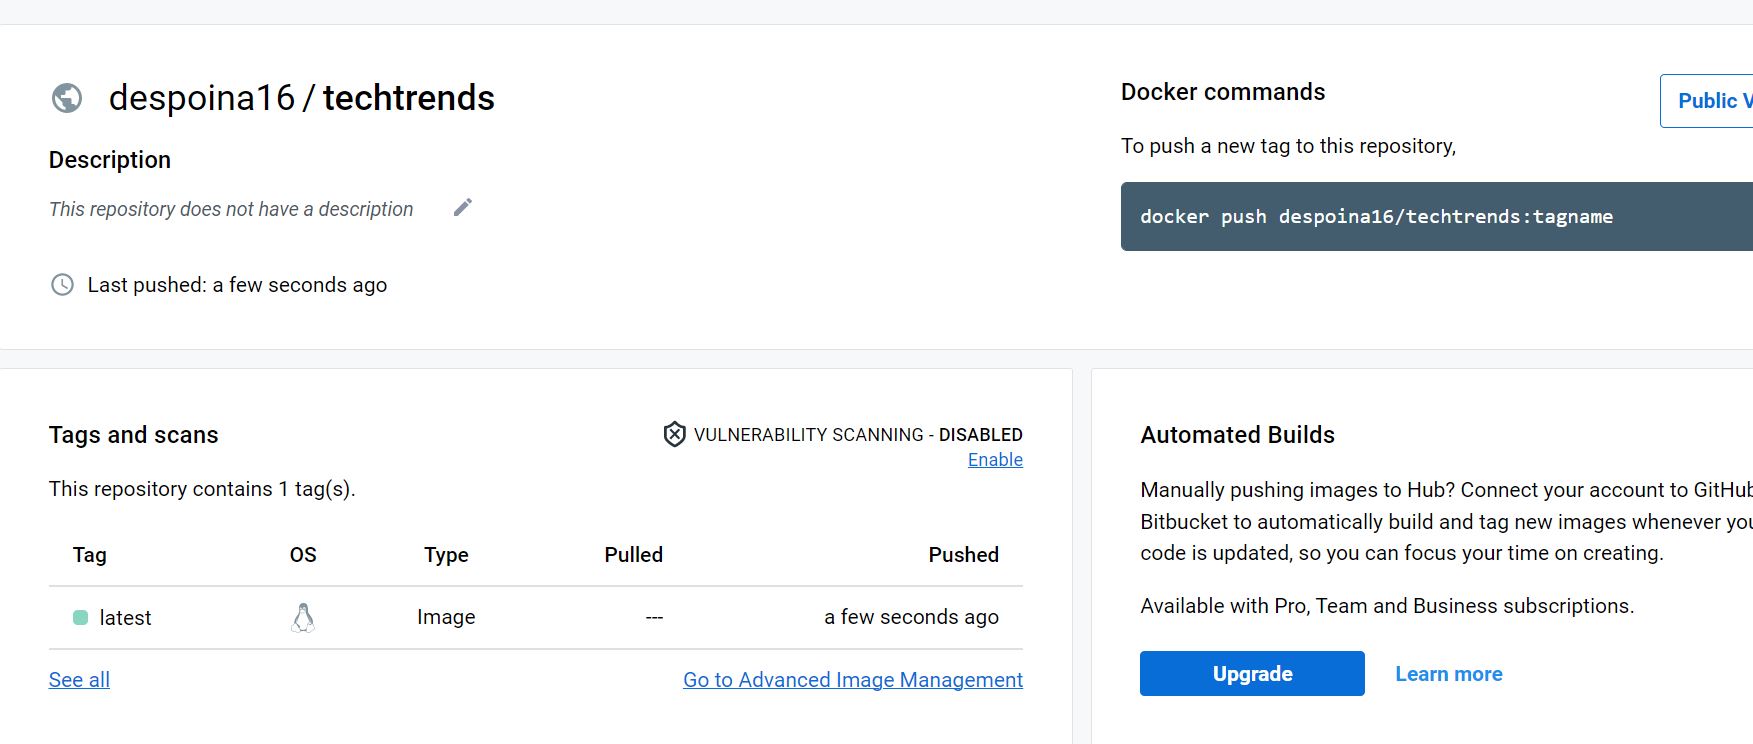 despoina16 / techtrends
Description
This repository does not have a description
Last pushed: a few seconds ago
Docker commands
Public
To push a new tag to this repository,
docker push despoina16/techtrends:tagname
Tags and scans
VULNERABILITY SCANNING - DISABLED
Enable
This repository contains 1 tag(s).
Tag OS Type Pulled Pushed
latest Image --- a few seconds ago
See all
Go to Advanced Image Management
Automated Builds
Manually pushing images to Hub? Connect your account to GitHub
Bitbucket to automatically build and tag new images whenever you
code is updated, so you can focus your time on creating.
Available with Pro, Team and Business subscriptions.
Upgrade
Learn more